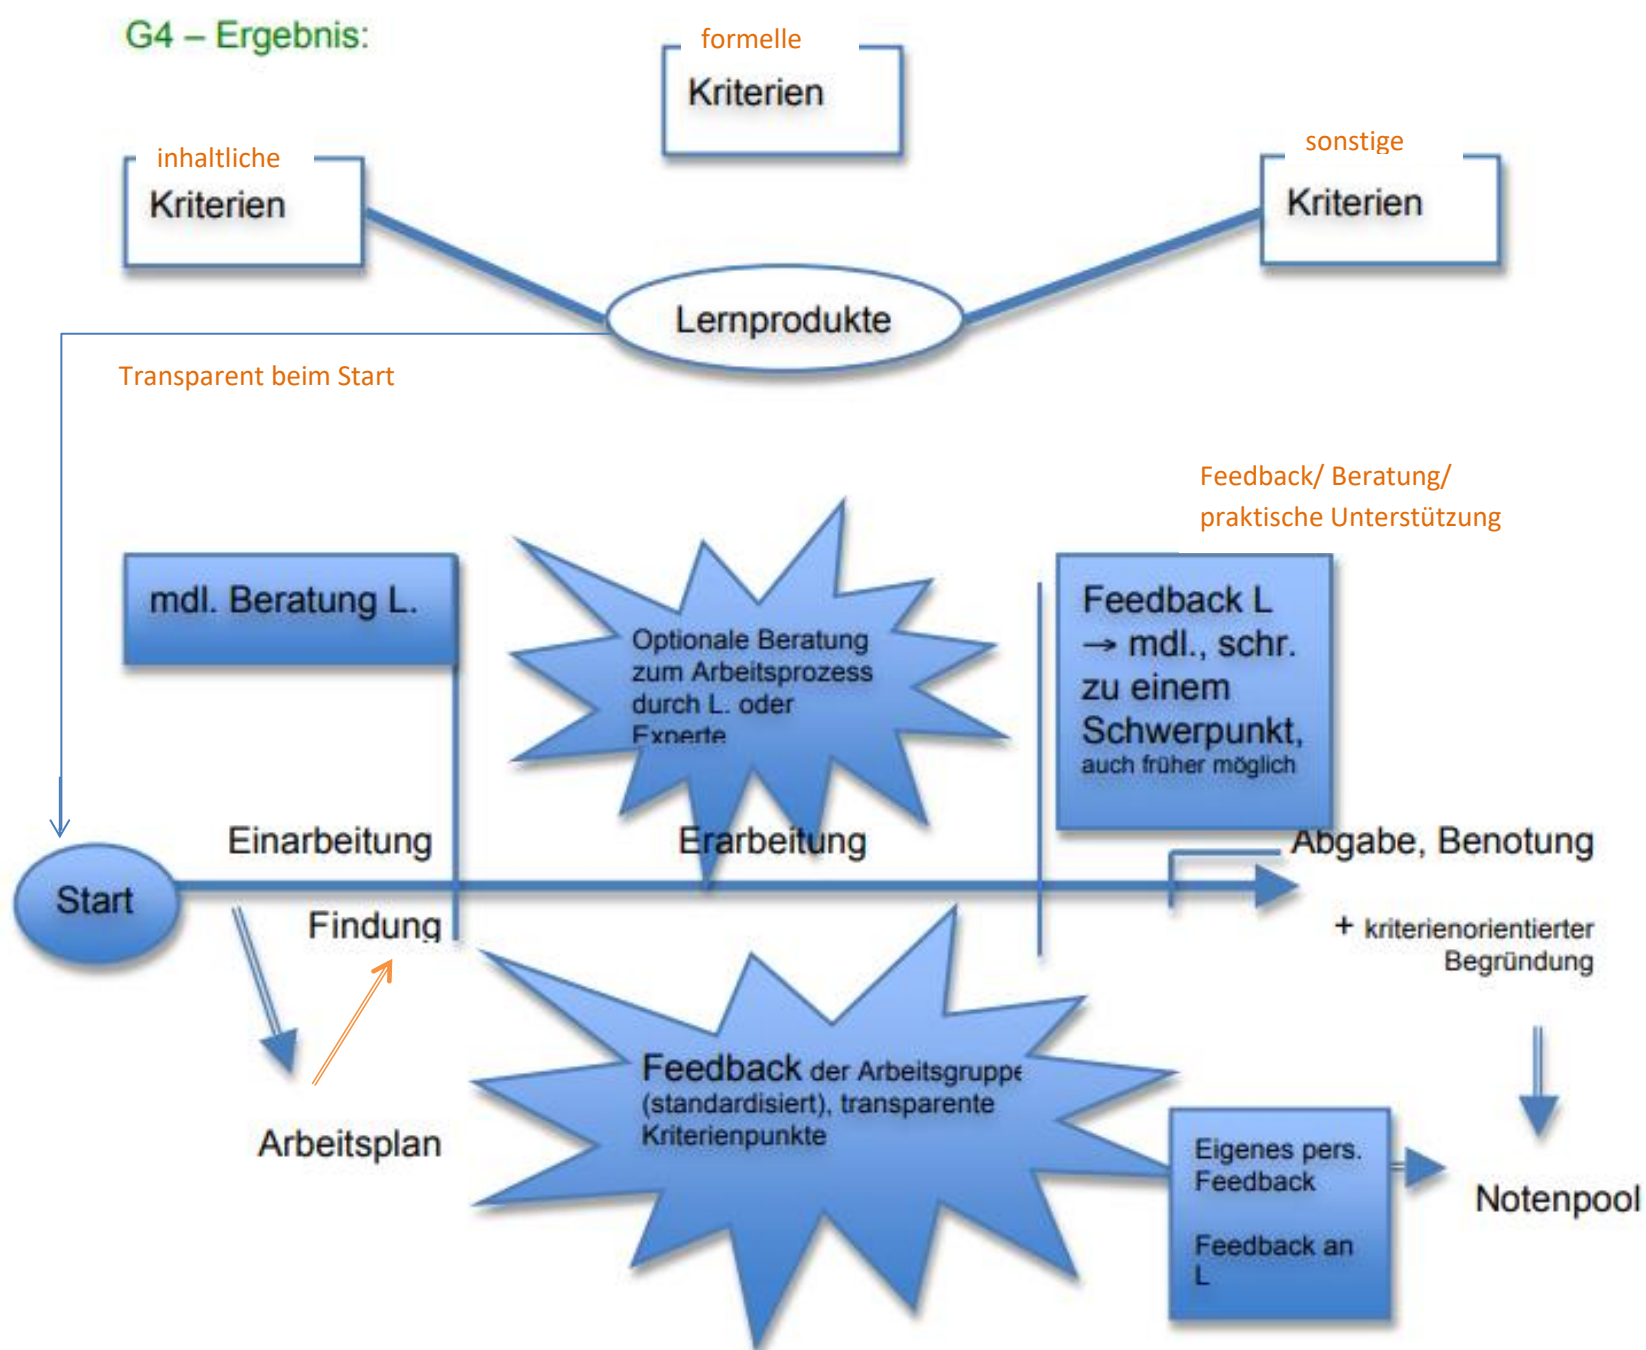 G4 – Ergebnis:
formelle
Kriterien
inhaltliche
Kriterien
sonstige
Kriterien
Lernprodukte
Transparent beim Start
Feedback/ Beratung/
praktische Unterstützung
mdl. Beratung L.
Optionale Beratung
zum Arbeitsprozess
durch L. oder
Experte
Feedback L
→ mdl., schr.
zu einem
Schwerpunkt,
auch früher möglich
Einarbeitung
Erarbeitung
Abgabe, Benotung
Start
Findung
+ kriterienorientierter
Begründung
Arbeitsplan
Feedback der Arbeitsgruppe
(standardisiert), transparente
Kriterienpunkte
Eigenes pers.
Feedback
Feedback an
L
Notenpool